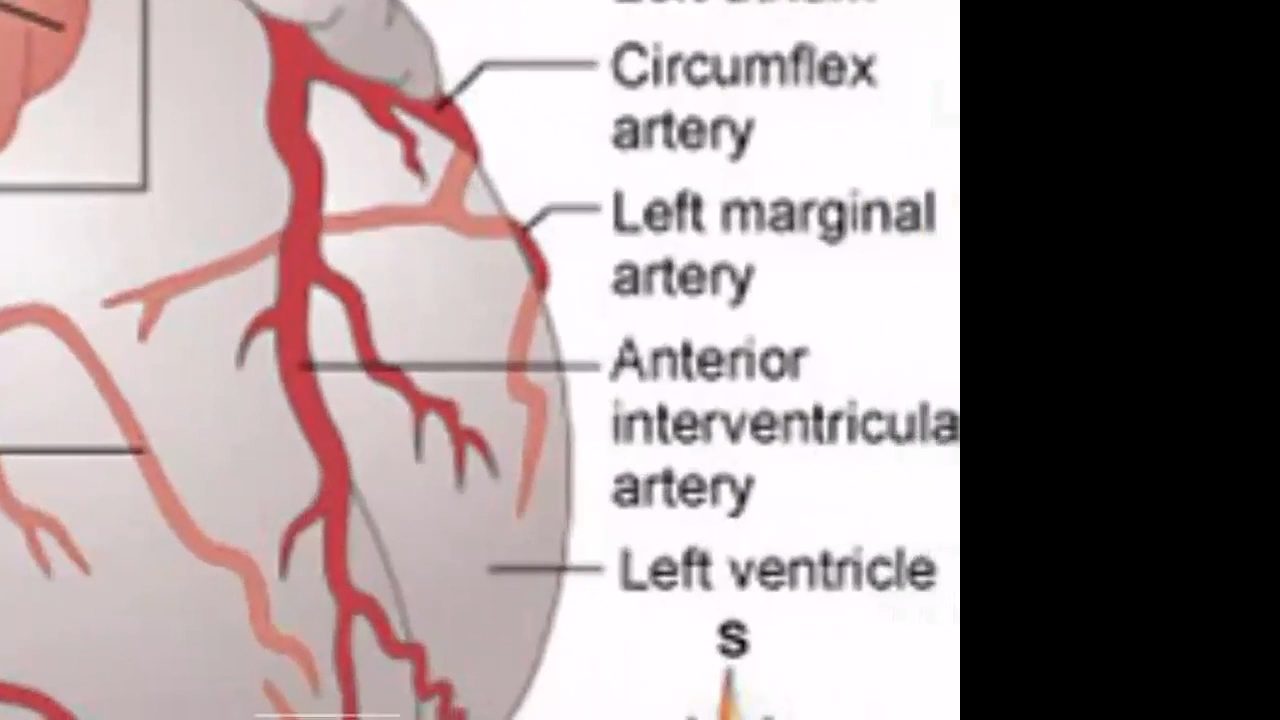 Circumflex
artery
Left marginal
artery
Anterior
interventricula
artery
Left ventricle
S